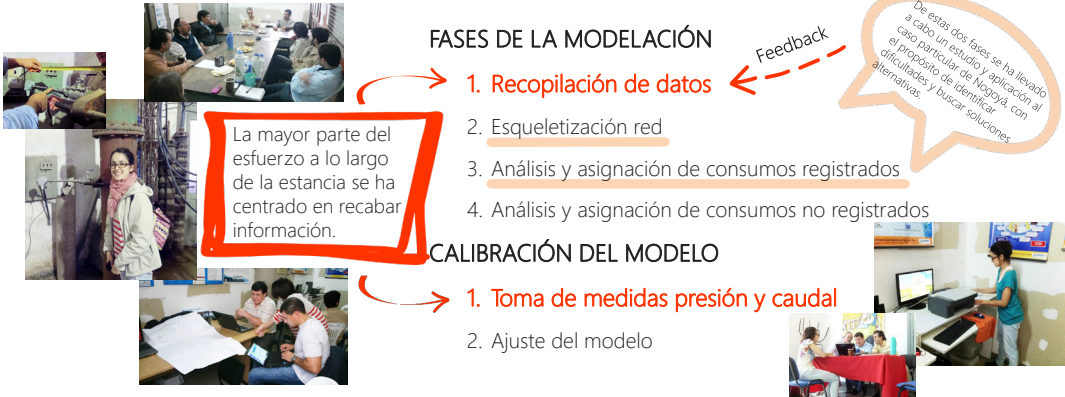 FASES DE LA MODELACIÓN
1. Recopilación de datos
2. Esqueletización red
3. Análisis y asignación de consumos registrados
4. Análisis y asignación de consumos no registrados
Feedback
De estas dos fases se ha llevado
a cabo un estudio y aplicación al
caso particular de Nogoyá, con
el propósito de identificar
dificultades y buscar soluciones
alternativas.
La mayor parte del
esfuerzo a lo largo
de la estancia se ha
centrado en recabar
información.
CALIBRACIÓN DEL MODELO
1. Toma de medidas presión y caudal
2. Ajuste del modelo